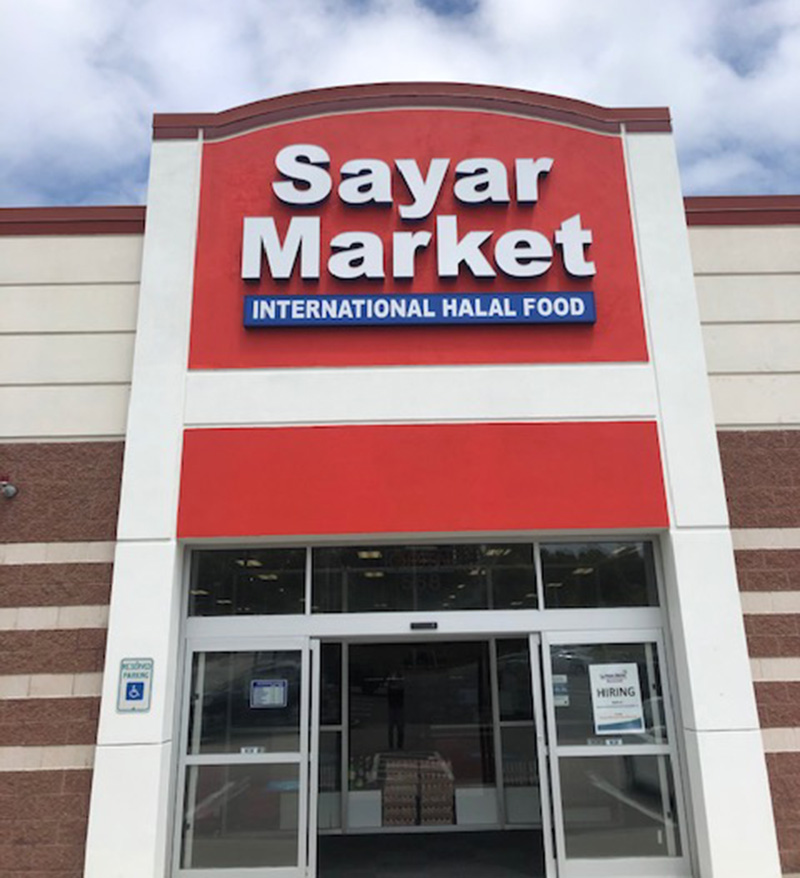 Sayar
Market
INTERNATIONAL HALAL FOOD
RESERVED
PARKING
HIRING